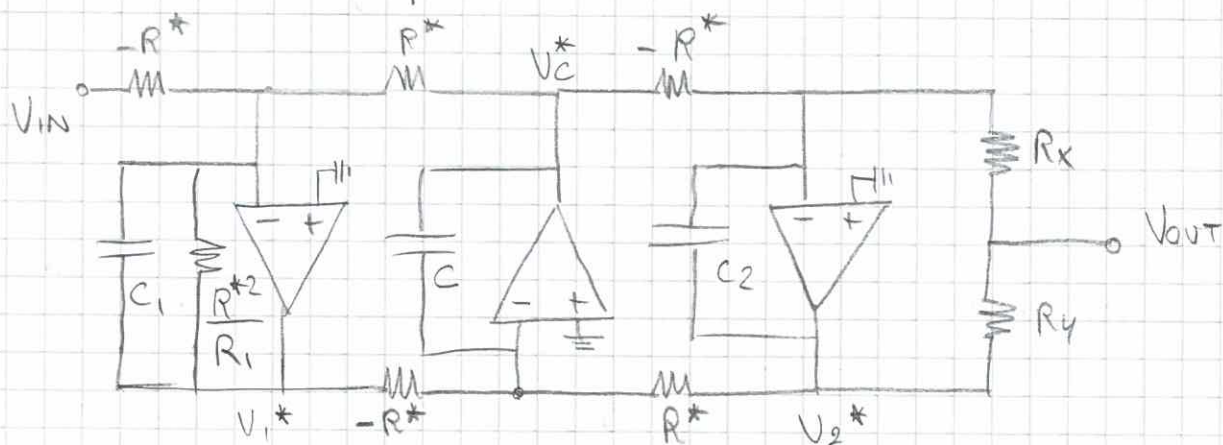 -R* R* VC* -R*
VIN
RX
- + - +
VOUT
C1 R*2/R1 C C2
- +
RY
V1* -R* R* V2*